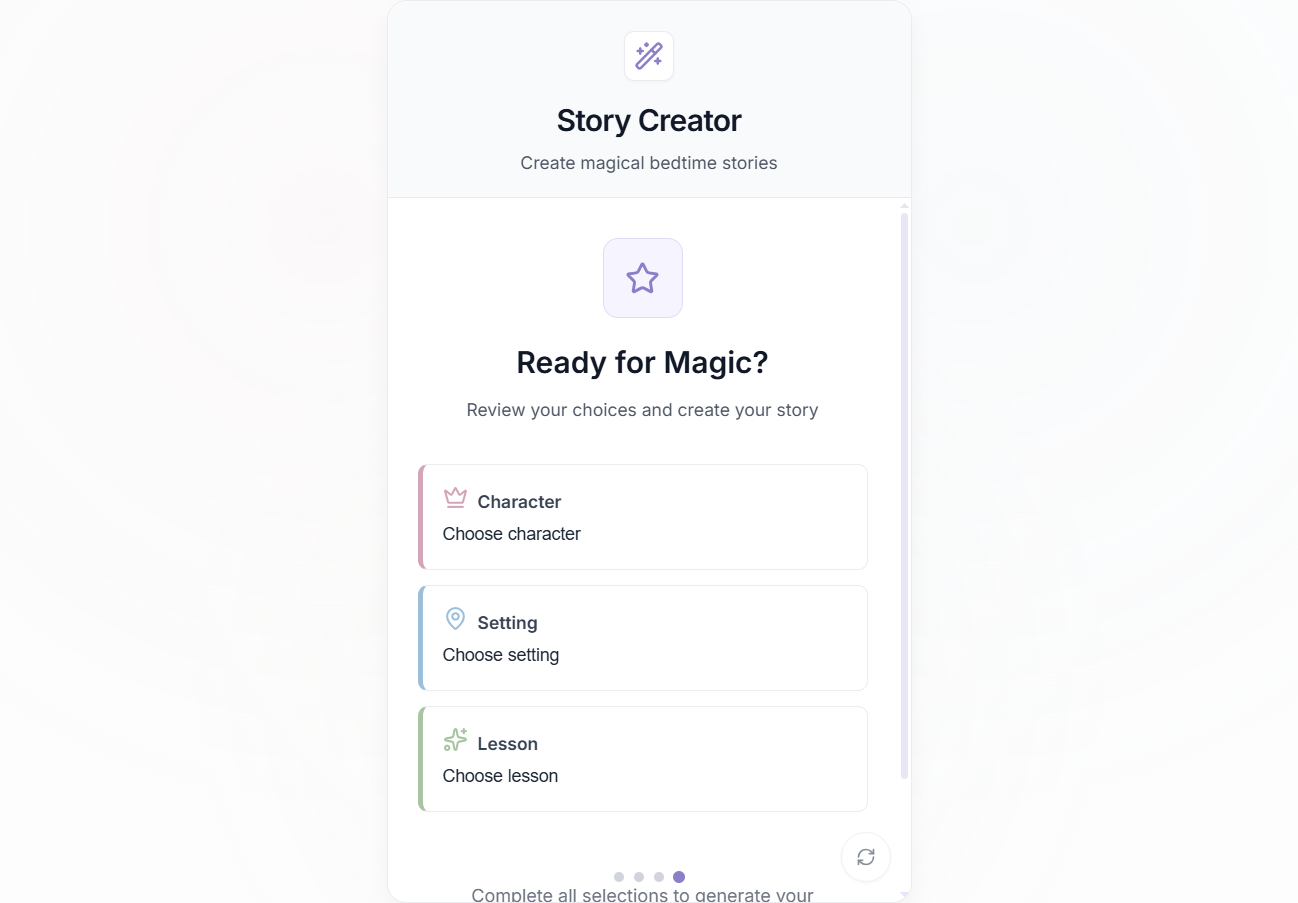 Story Creator
Create magical bedtime stories
Ready for Magic?
Review your choices and create your story
Character
Choose character
Setting
Choose setting
Lesson
Choose lesson
Complete all selections to generate your